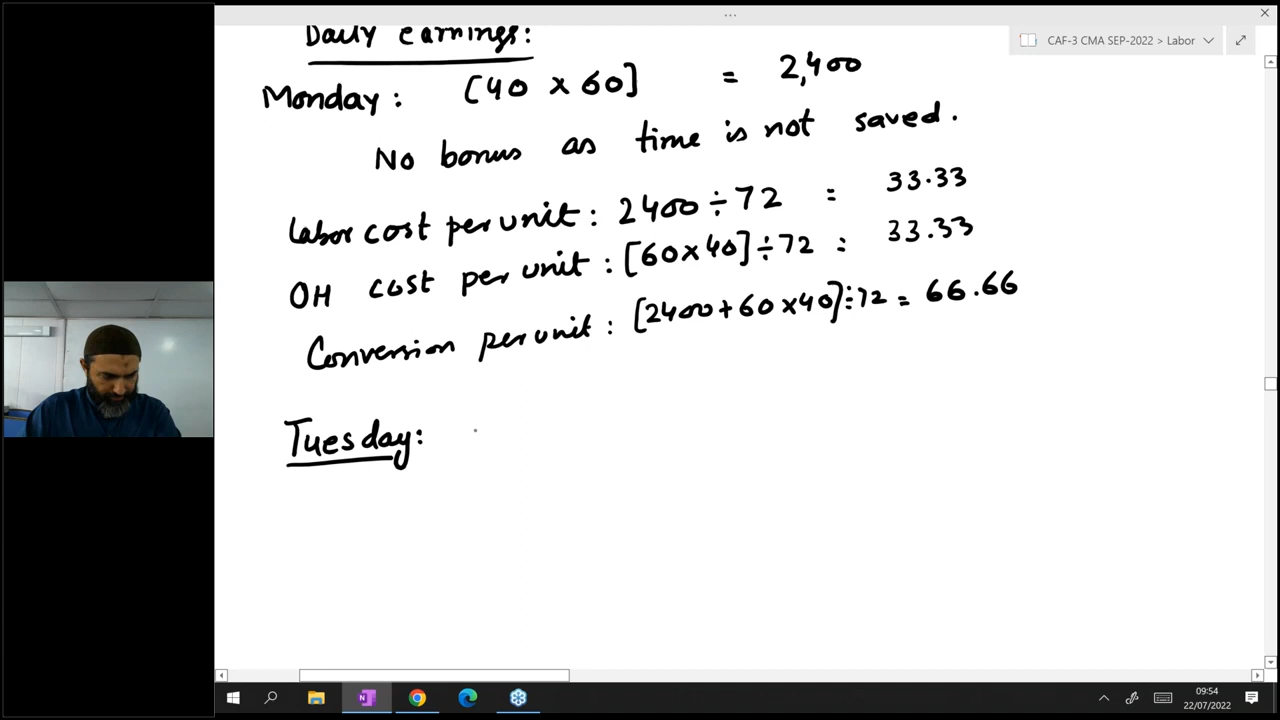 CAF-3 CMA SEP-2022 > Labor
Daily earnings:
Monday: [40 x 60] = 2,400
No bonus as time is not saved.
Labor cost per unit: 2400 ÷ 72 = 33.33
OH cost per unit: [60x40] ÷ 72 = 33.33
Conversion per unit: [2400 + 60 x 40] ÷ 72 = 66.66
Tuesday:
09:54
22/07/2022